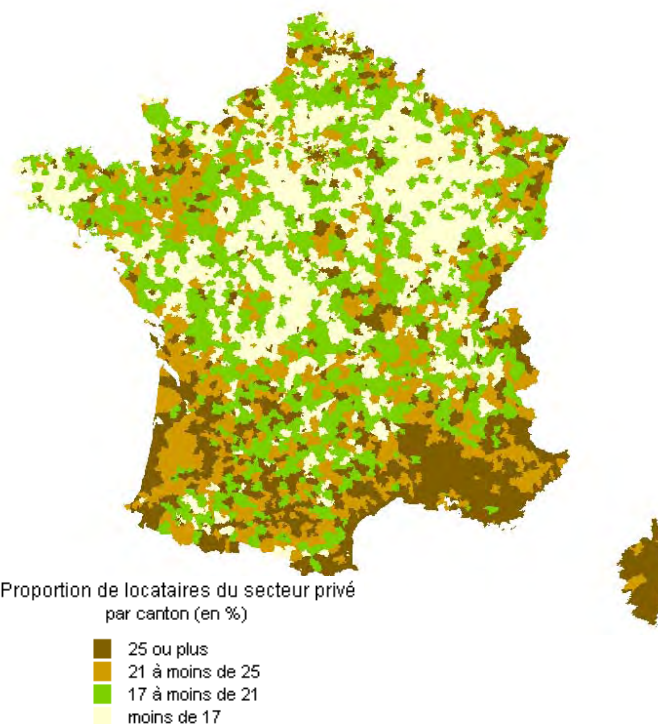 Proportion de locataires du secteur privé
par canton (en %)
25 ou plus
21 à moins de 25
17 à moins de 21
moins de 17